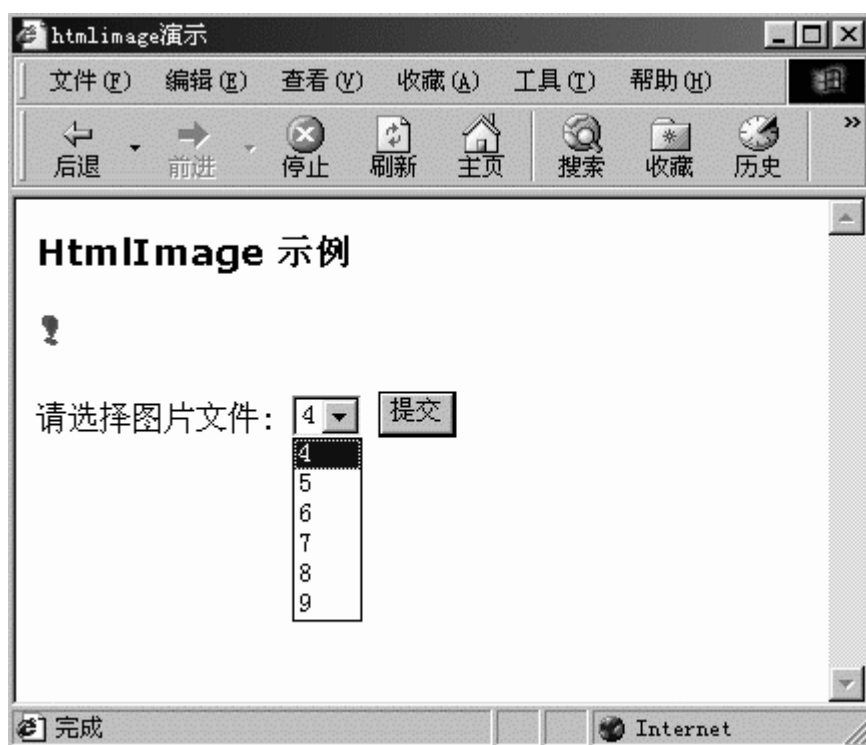 htmlimage演示
文件(F) 编辑(E) 查看(V) 收藏(A) 工具(T) 帮助(H)
后退 前进 停止 刷新 主页 搜索 收藏 历史 »
HtmlImage 示例
请选择图片文件: 4 提交
4
5
6
7
8
9
完成 Internet